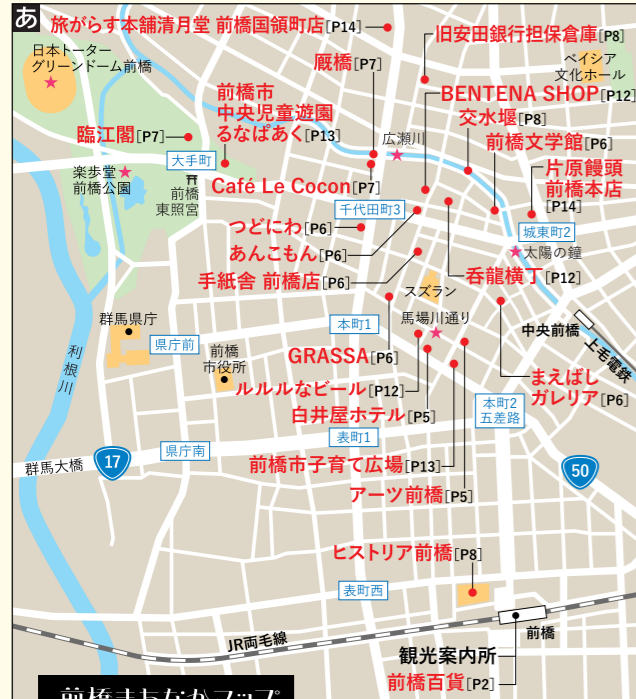 あ
旅がらす本舗清月堂 前橋国領町店[P14]
日本トーター
グリーンドーム前橋
旧安田銀行担保倉庫[P8]
ベイシア
文化ホール
厩橋[P7]
BENTENA SHOP[P12]
前橋市
中央児童遊園
るなぱあく[P13]
交水堰[P8]
臨江閣[P7]
広瀬川
前橋文学館[P6]
大手町
片原饅頭
前橋本店
[P14]
楽歩堂
前橋公園
前橋
東照宮
Café Le Cocon[P7]
千代田町3
つどにわ[P6]
城東町2
あんこもん[P6]
太陽の鐘
手紙舎 前橋店[P6]
呑龍横丁[P12]
スズラン
群馬県庁
本町1
馬場川通り
中央前橋
上毛電鉄
利根川
県庁前
前橋
市役所
GRASSA[P6]
ルルルなビール[P12]
まえばし
ガレリア[P6]
白井屋ホテル[P5]
本町2
五差路
表町1
県庁南
群馬大橋
17
前橋市子育て広場[P13]
50
アーツ前橋[P5]
ヒストリア前橋[P8]
表町西
JR両毛線
前橋
観光案内所
前橋百貨[P2]
前橋まちなかマップ